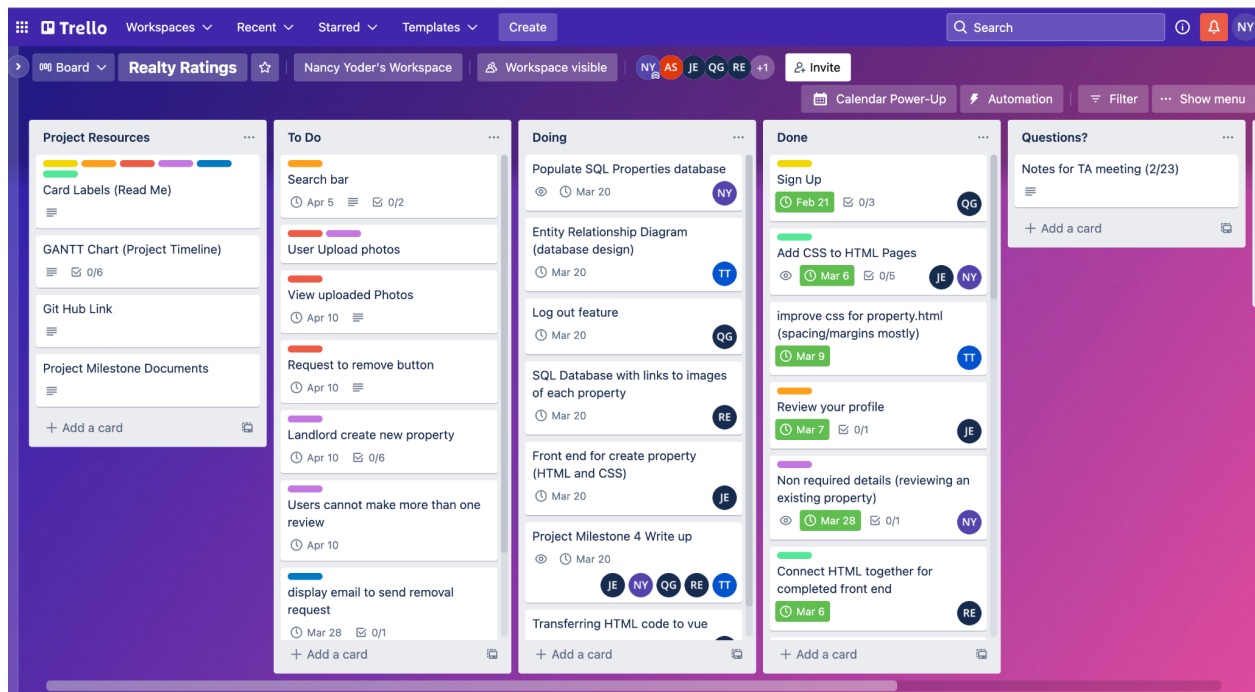 Trello
Workspaces
Recent
Starred
Templates
Create
Search
NY
Board
Realty Ratings
Nancy Yoder's Workspace
Workspace visible
NY
AS
JE
QG
RE
+1
Invite
Calendar Power-Up
Automation
Filter
... Show menu
Project Resources
...
Card Labels (Read Me)
GANTT Chart (Project Timeline)
0/6
Git Hub Link
Project Milestone Documents
+ Add a card
To Do
...
Search bar
Apr 5
0/2
User Upload photos
View uploaded Photos
Apr 10
Request to remove button
Apr 10
Landlord create new property
Apr 10
0/6
Users cannot make more than one
review
Apr 10
display email to send removal
request
Mar 28
0/1
+ Add a card
Doing
...
Populate SQL Properties database
Mar 20
NY
Entity Relationship Diagram
(database design)
Mar 20
TT
Log out feature
Mar 20
QG
SQL Database with links to images
of each property
Mar 20
RE
Front end for create property
(HTML and CSS)
Mar 20
JE
Project Milestone 4 Write up
Mar 20
JE
NY
QG
RE
TT
Transferring HTML code to vue
+ Add a card
Done
...
Sign Up
Feb 21
0/3
QG
Add CSS to HTML Pages
Mar 6
0/5
JE
NY
improve css for property.html
(spacing/margins mostly)
Mar 9
TT
Review your profile
Mar 7
0/1
JE
Non required details (reviewing an
existing property)
Mar 28
0/1
NY
Connect HTML together for
completed front end
Mar 6
RE
+ Add a card
Questions?
...
Notes for TA meeting (2/23)
+ Add a card